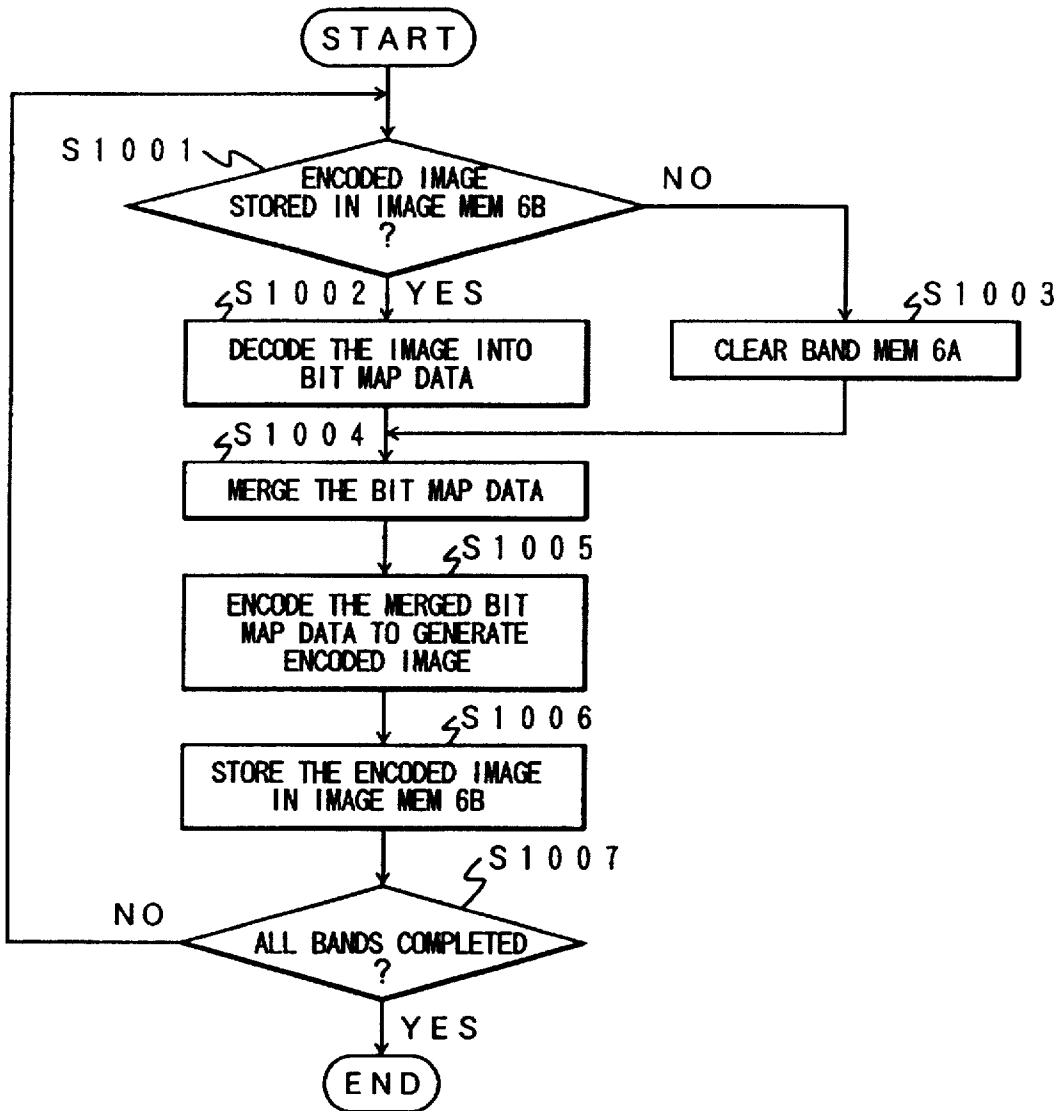 START
S1001
ENCODED IMAGE
STORED IN IMAGE MEM 6B
?
NO
YES
S1002
DECODE THE IMAGE INTO
BIT MAP DATA
S1003
CLEAR BAND MEM 6A
S1004
MERGE THE BIT MAP DATA
S1005
ENCODE THE MERGED BIT
MAP DATA TO GENERATE
ENCODED IMAGE
S1006
STORE THE ENCODED IMAGE
IN IMAGE MEM 6B
S1007
NO
ALL BANDS COMPLETED
?
YES
END